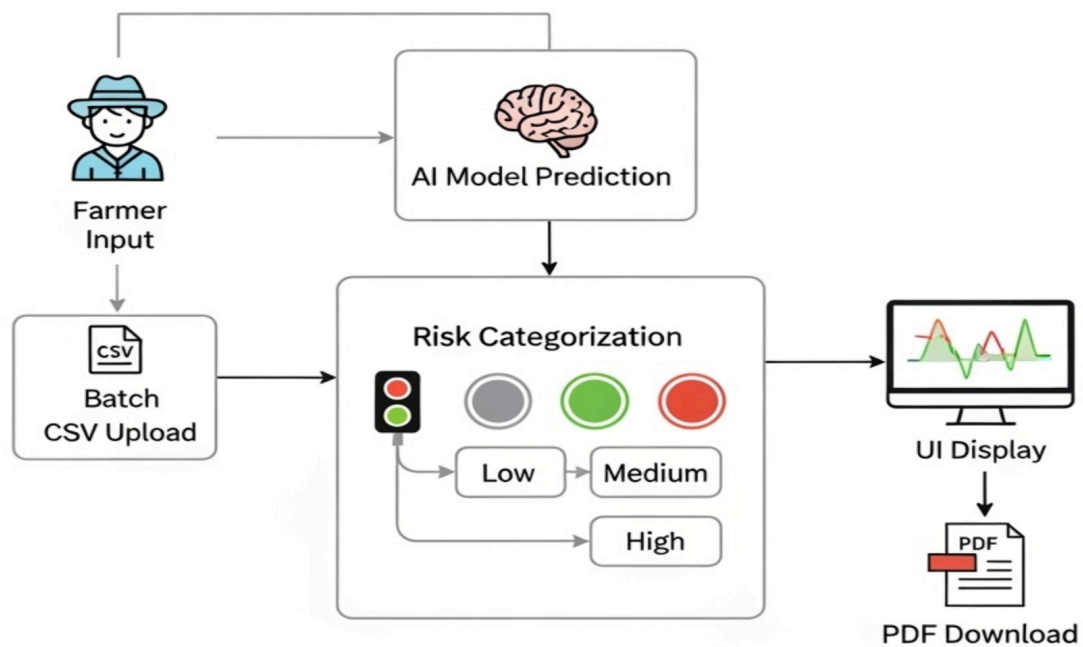 AI Model Prediction
Farmer
Input
CSV
Batch
CSV Upload
Risk Categorization
Low
Medium
High
UI Display
PDF
PDF Download